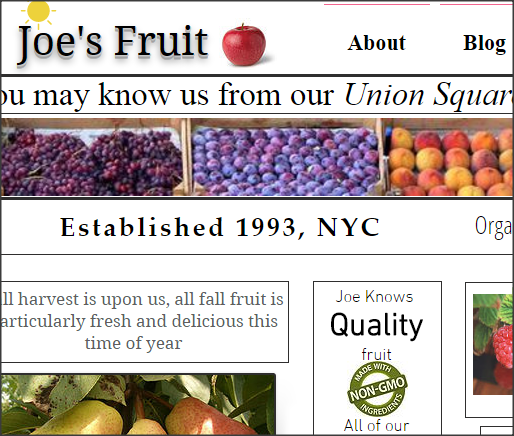 Joe's Fruit
About Blog
ou may know us from our Union Squar
Established 1993, NYC
Orga
ll harvest is upon us, all fall fruit is
articularly fresh and delicious this
time of year
Joe Knows
Quality
fruit
MADE WITH
NON-GMO
INGREDIENTS
All of our